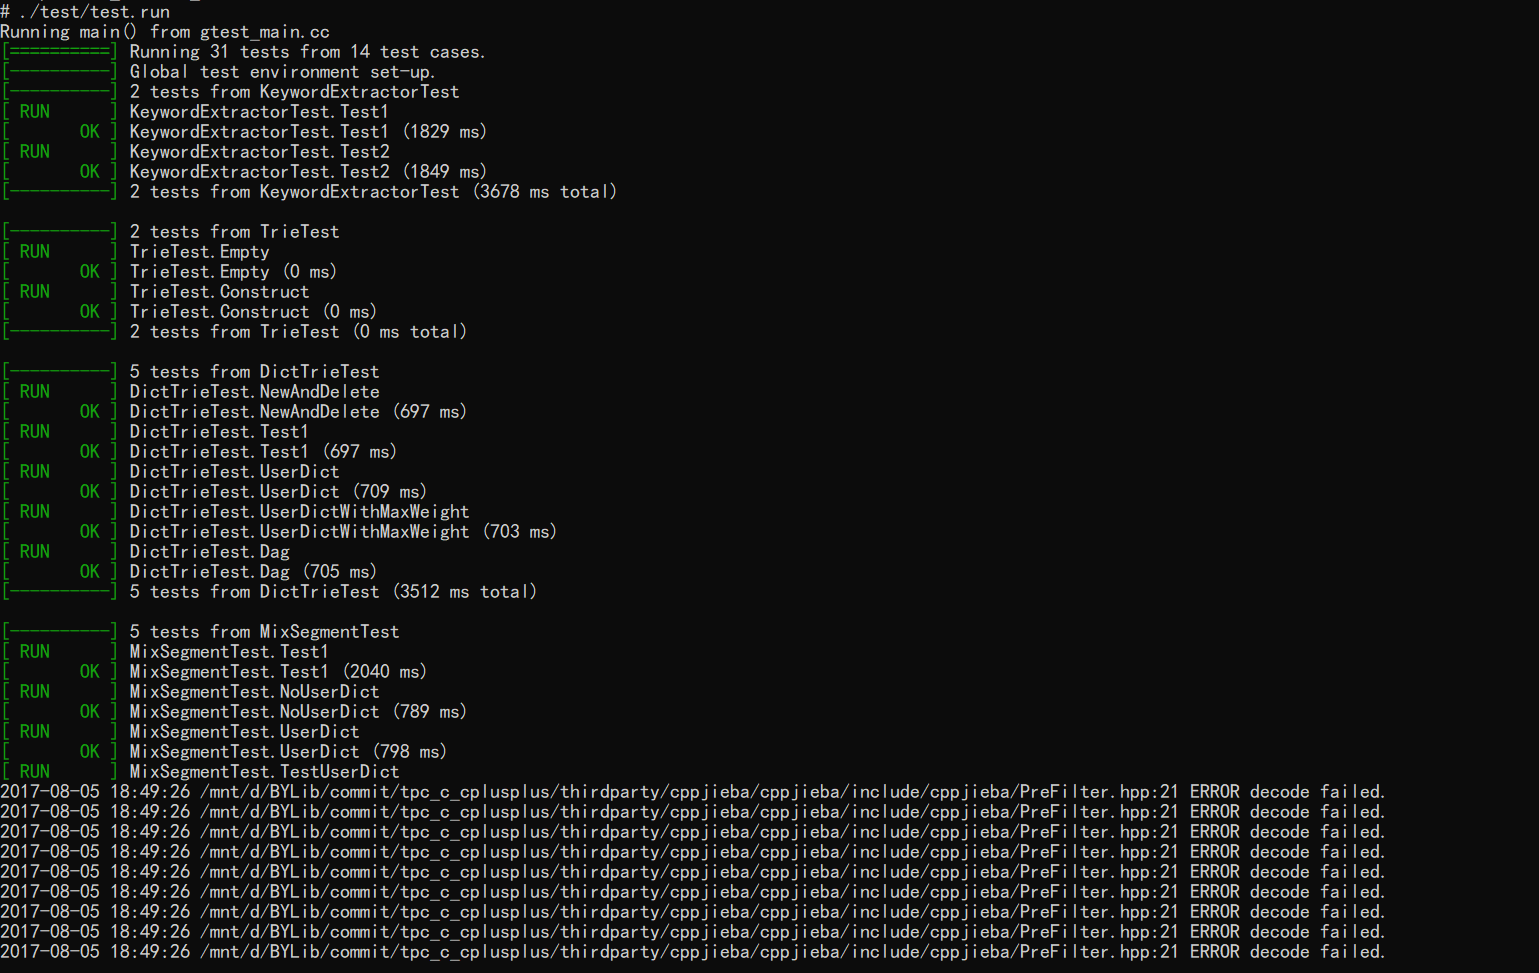 # ./test/test.run
Running main() from gtest_main.cc
[==========] Running 31 tests from 14 test cases.
[----------] Global test environment set-up.
[----------] 2 tests from KeywordExtractorTest
[ RUN      ] KeywordExtractorTest.Test1
[       OK ] KeywordExtractorTest.Test1 (1829 ms)
[ RUN      ] KeywordExtractorTest.Test2
[       OK ] KeywordExtractorTest.Test2 (1849 ms)
[----------] 2 tests from KeywordExtractorTest (3678 ms total)

[----------] 2 tests from TrieTest
[ RUN      ] TrieTest.Empty
[       OK ] TrieTest.Empty (0 ms)
[ RUN      ] TrieTest.Construct
[       OK ] TrieTest.Construct (0 ms)
[----------] 2 tests from TrieTest (0 ms total)

[----------] 5 tests from DictTrieTest
[ RUN      ] DictTrieTest.NewAndDelete
[       OK ] DictTrieTest.NewAndDelete (697 ms)
[ RUN      ] DictTrieTest.Test1
[       OK ] DictTrieTest.Test1 (697 ms)
[ RUN      ] DictTrieTest.UserDict
[       OK ] DictTrieTest.UserDict (709 ms)
[ RUN      ] DictTrieTest.UserDictWithMaxWeight
[       OK ] DictTrieTest.UserDictWithMaxWeight (703 ms)
[ RUN      ] DictTrieTest.Dag
[       OK ] DictTrieTest.Dag (705 ms)
[----------] 5 tests from DictTrieTest (3512 ms total)

[----------] 5 tests from MixSegmentTest
[ RUN      ] MixSegmentTest.Test1
[       OK ] MixSegmentTest.Test1 (2040 ms)
[ RUN      ] MixSegmentTest.NoUserDict
[       OK ] MixSegmentTest.NoUserDict (789 ms)
[ RUN      ] MixSegmentTest.UserDict
[       OK ] MixSegmentTest.UserDict (798 ms)
[ RUN      ] MixSegmentTest.TestUserDict
2017-08-05 18:49:26 /mnt/d/BYLib/commit/tpc_c_cplusplus/thirdparty/cppjieba/cppjieba/include/cppjieba/PreFilter.hpp:21 ERROR decode failed.
2017-08-05 18:49:26 /mnt/d/BYLib/commit/tpc_c_cplusplus/thirdparty/cppjieba/cppjieba/include/cppjieba/PreFilter.hpp:21 ERROR decode failed.
2017-08-05 18:49:26 /mnt/d/BYLib/commit/tpc_c_cplusplus/thirdparty/cppjieba/cppjieba/include/cppjieba/PreFilter.hpp:21 ERROR decode failed.
2017-08-05 18:49:26 /mnt/d/BYLib/commit/tpc_c_cplusplus/thirdparty/cppjieba/cppjieba/include/cppjieba/PreFilter.hpp:21 ERROR decode failed.
2017-08-05 18:49:26 /mnt/d/BYLib/commit/tpc_c_cplusplus/thirdparty/cppjieba/cppjieba/include/cppjieba/PreFilter.hpp:21 ERROR decode failed.
2017-08-05 18:49:26 /mnt/d/BYLib/commit/tpc_c_cplusplus/thirdparty/cppjieba/cppjieba/include/cppjieba/PreFilter.hpp:21 ERROR decode failed.
2017-08-05 18:49:26 /mnt/d/BYLib/commit/tpc_c_cplusplus/thirdparty/cppjieba/cppjieba/include/cppjieba/PreFilter.hpp:21 ERROR decode failed.
2017-08-05 18:49:26 /mnt/d/BYLib/commit/tpc_c_cplusplus/thirdparty/cppjieba/cppjieba/include/cppjieba/PreFilter.hpp:21 ERROR decode failed.
2017-08-05 18:49:26 /mnt/d/BYLib/commit/tpc_c_cplusplus/thirdparty/cppjieba/cppjieba/include/cppjieba/PreFilter.hpp:21 ERROR decode failed.